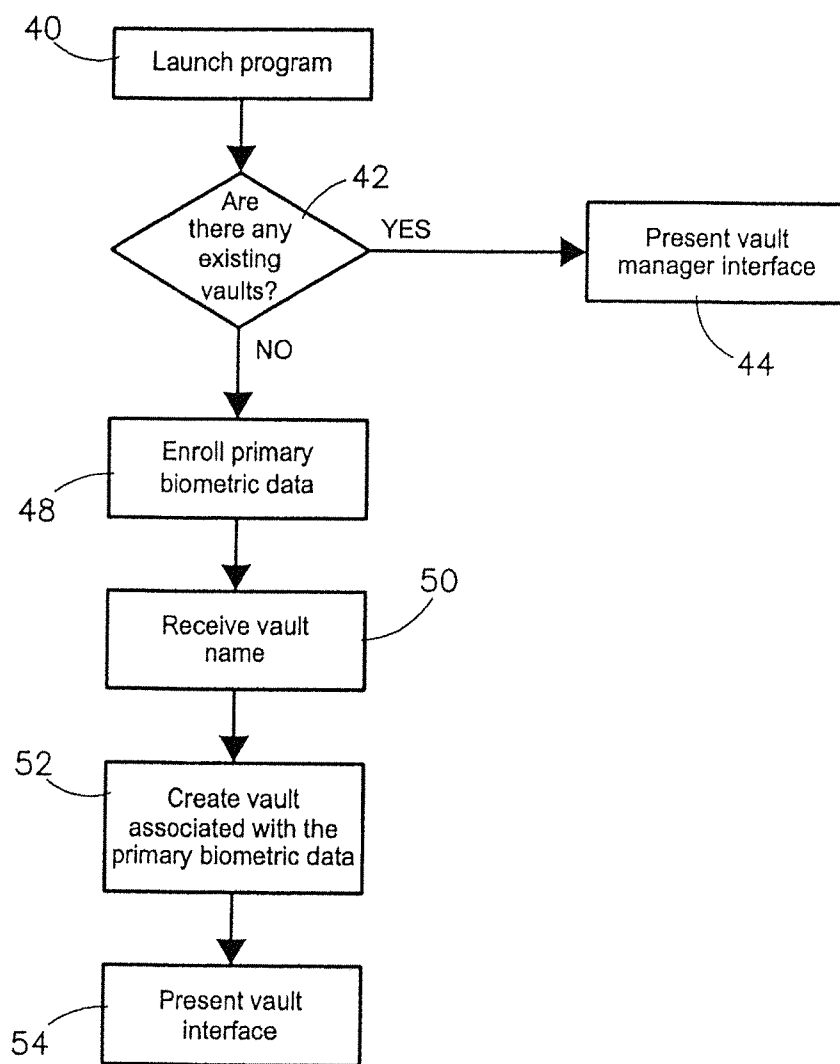 40
Launch program
42
Are
there any
existing
vaults?
YES
Present vault
manager interface
44
NO
Enroll primary
biometric data
48
50
Receive vault
name
52
Create vault
associated with the
primary biometric data
Present vault
interface
54